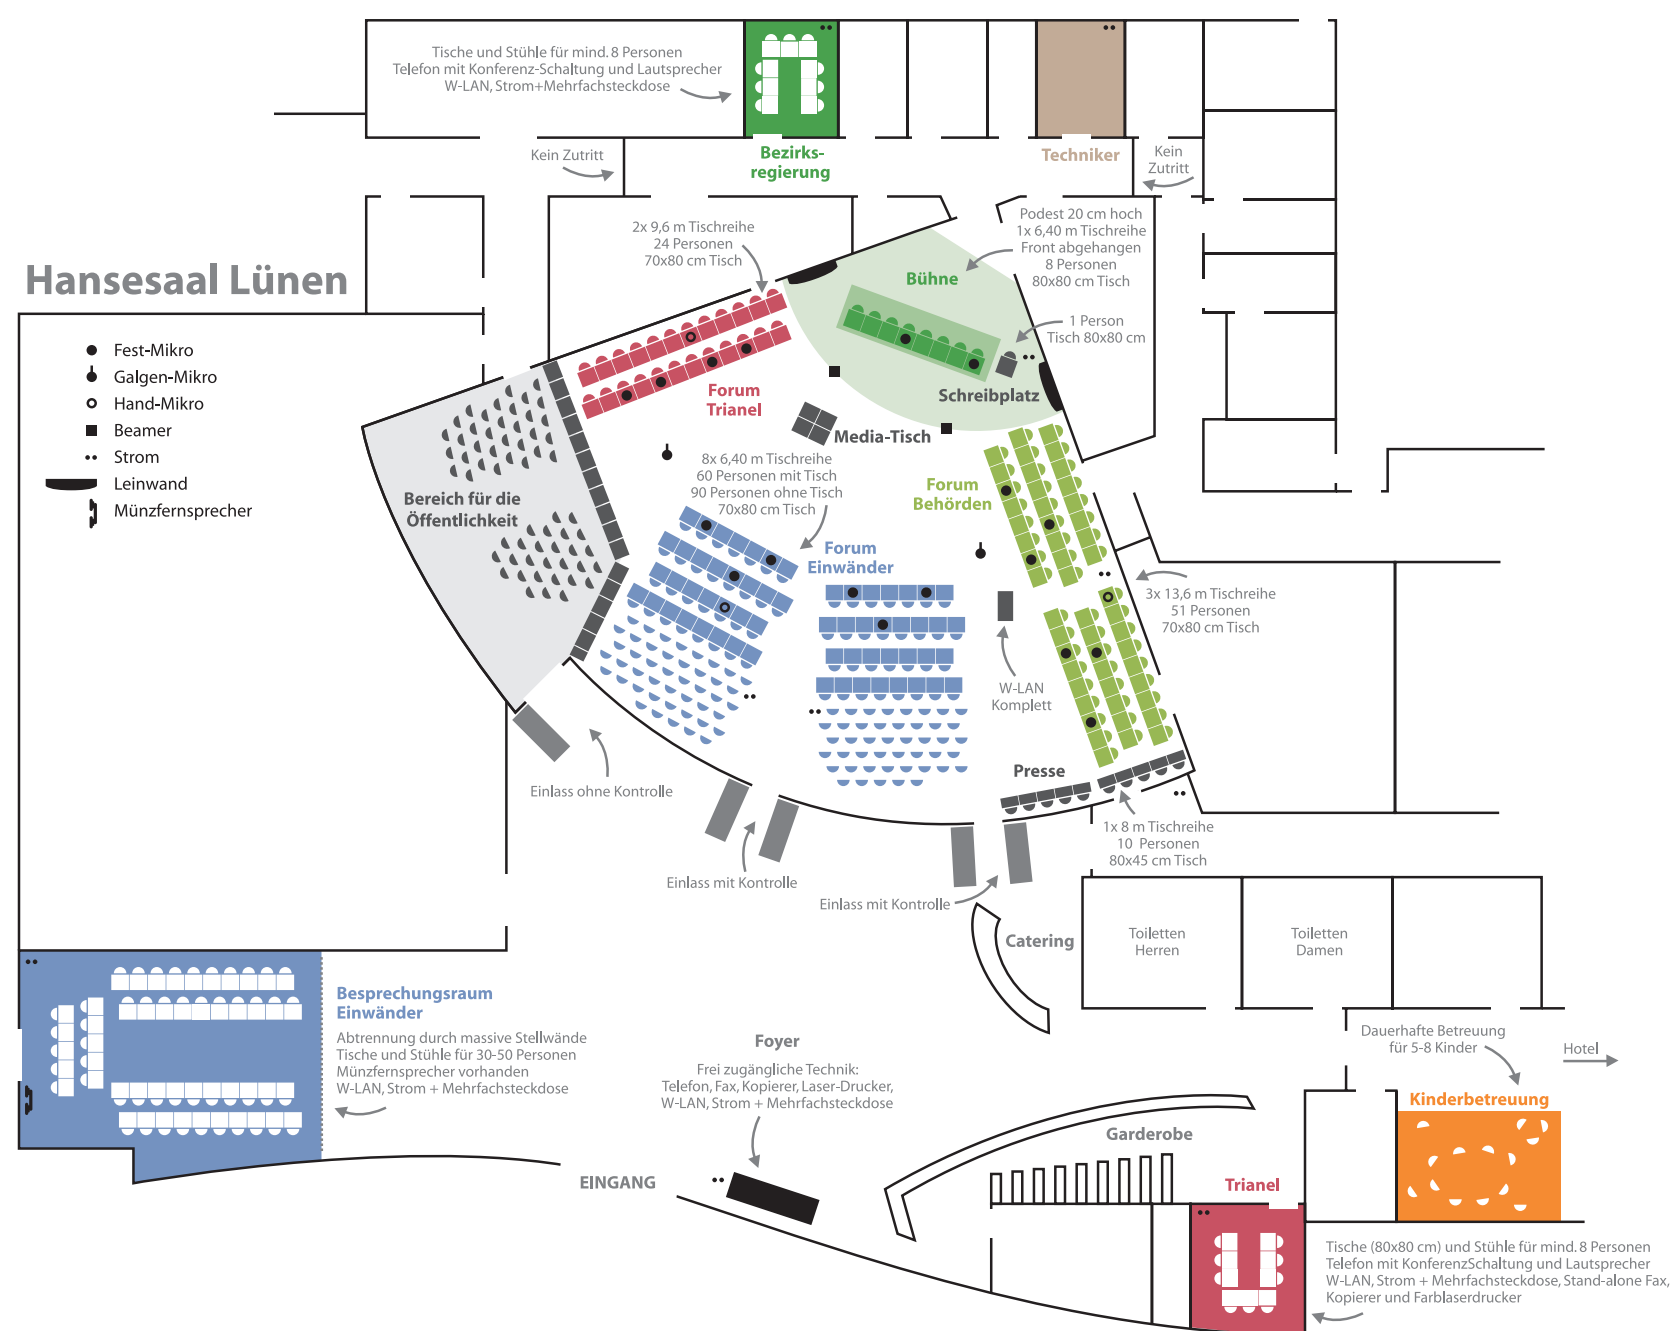 Tische und Stühle für mind. 8 Personen
Telefon mit Konferenz-Schaltung und Lautsprecher
W-LAN, Strom+Mehrfachsteckdose
Kein Zutritt
Bezirks-
regierung
Techniker
Kein
Zutritt
2x 9,6 m Tischreihe
24 Personen
70x80 cm Tisch
Podest 20 cm hoch
1x 6,40 m Tischreihe
Front abgehangen
8 Personen
80x80 cm Tisch
Hansesaal Lünen
Bühne
1 Person
Tisch 80x80 cm
Fest-Mikro
Galgen-Mikro
Hand-Mikro
Beamer
Strom
Leinwand
Münzfernsprecher
Forum
Trianel
Schreibplatz
Media-Tisch
8x 6,40 m Tischreihe
60 Personen mit Tisch
90 Personen ohne Tisch
70x80 cm Tisch
Bereich für die
Öffentlichkeit
Forum
Behörden
Forum
Einwänder
3x 13,6 m Tischreihe
51 Personen
70x80 cm Tisch
W-LAN
Komplett
Presse
Einlass ohne Kontrolle
1x 8 m Tischreihe
10 Personen
80x45 cm Tisch
Einlass mit Kontrolle
Einlass mit Kontrolle
Catering
Toiletten
Herren
Toiletten
Damen
Besprechungsraum
Einwänder
Abtrennung durch massive Stellwände
Tische und Stühle für 30-50 Personen
Münzfernsprecher vorhanden
W-LAN, Strom + Mehrfachsteckdose
Foyer
Frei zugängliche Technik:
Telefon, Fax, Kopierer, Laser-Drucker,
W-LAN, Strom + Mehrfachsteckdose
Dauerhafte Betreuung
für 5-8 Kinder
Hotel
Kinderbetreuung
Garderobe
EINGANG
Trianel
Tische (80x80 cm) und Stühle für mind. 8 Personen
Telefon mit KonferenzSchaltung und Lautsprecher
W-LAN, Strom + Mehrfachsteckdose, Stand-alone Fax,
Kopierer und Farblaserdrucker